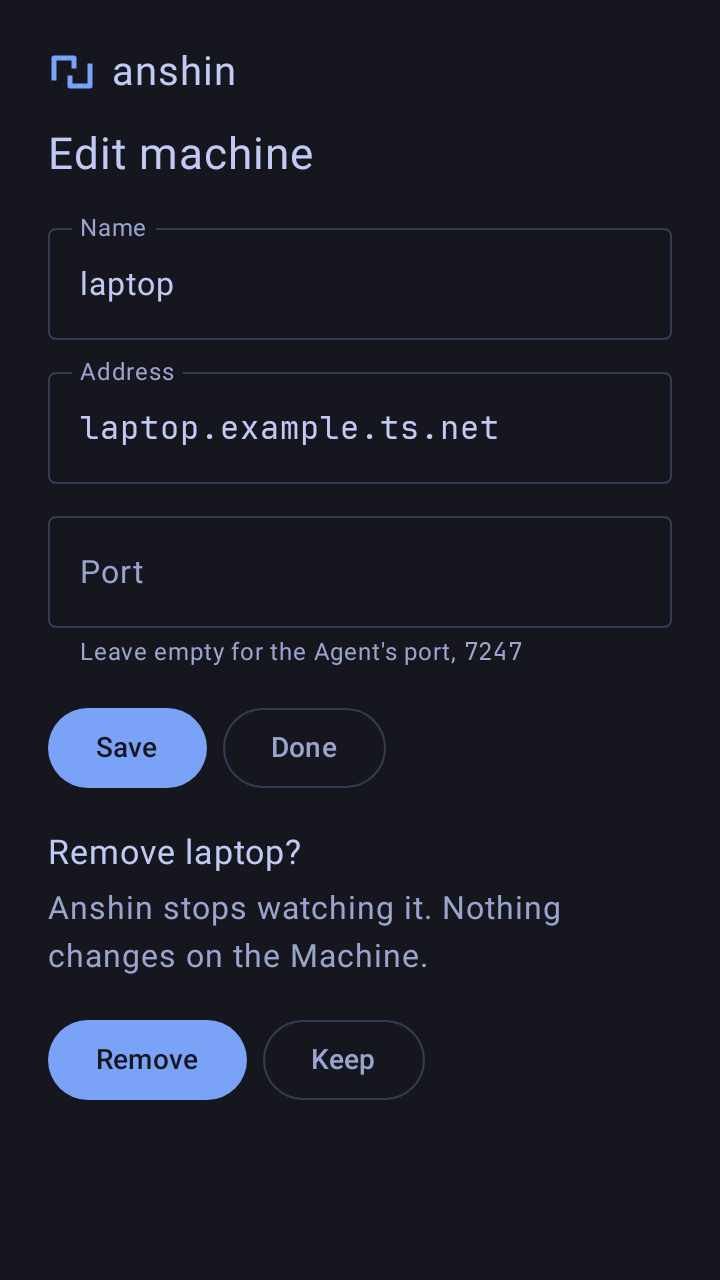 anshin
Edit machine
Name
laptop
Address
laptop.example.ts.net
Port
Leave empty for the Agent's port, 7247
Save
Done
Remove laptop?
Anshin stops watching it. Nothing
changes on the Machine.
Remove
Keep